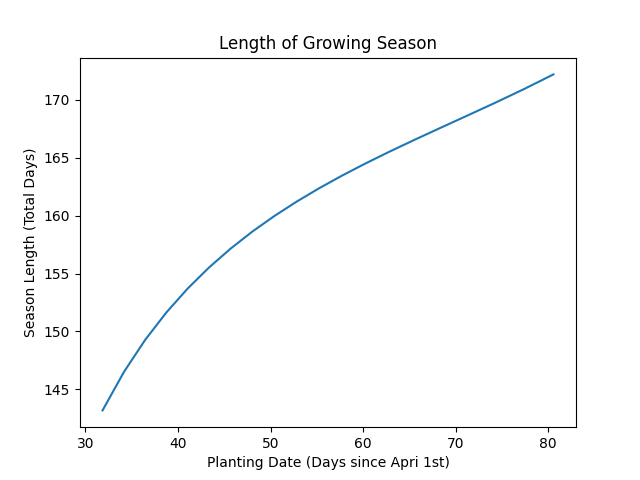 Length of Growing Season
Season Length (Total Days)
170
165
160
155
150
145
30 40 50 60 70 80
Planting Date (Days since Apri 1st)